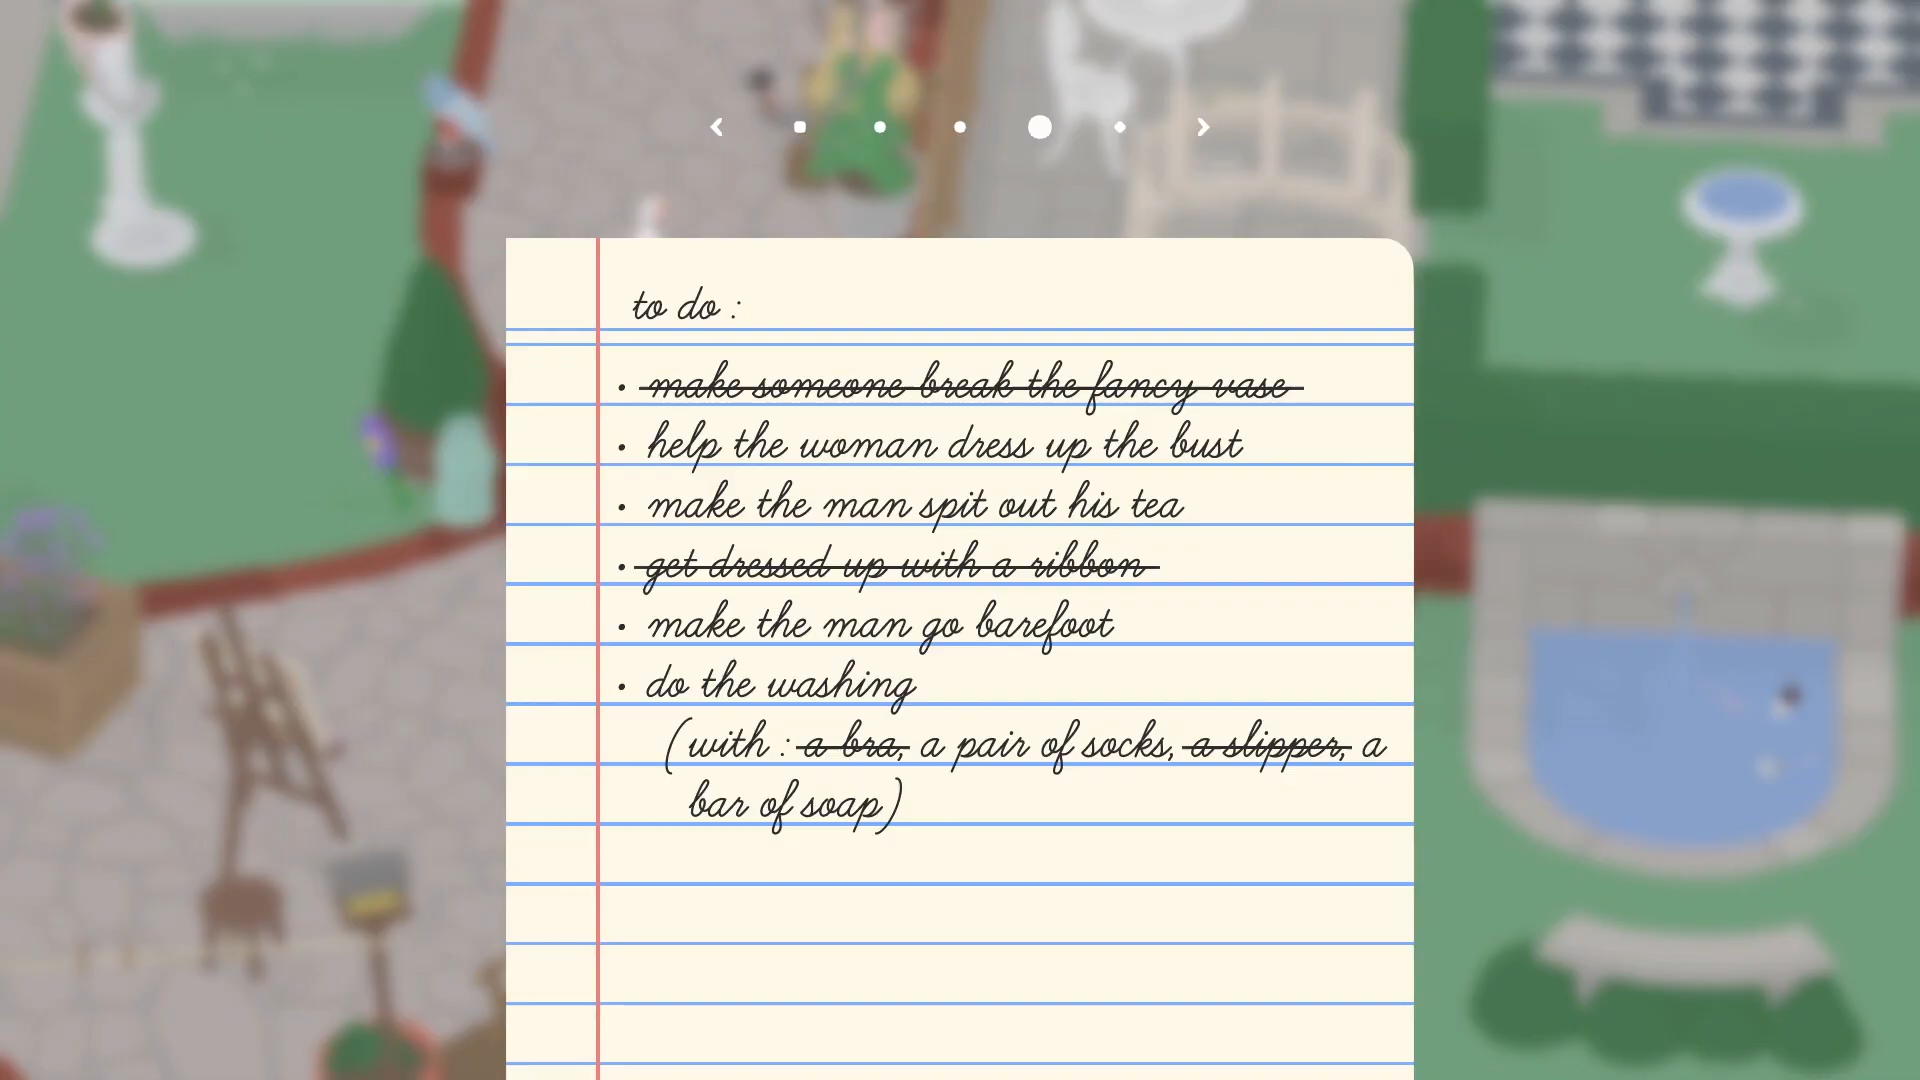 to do :
• make someone break the fancy vase
• help the woman dress up the bust
• make the man spit out his tea
• get dressed up with a ribbon
• make the man go barefoot
• do the washing
(with : a bra, a pair of socks, a slipper, a
bar of soap)